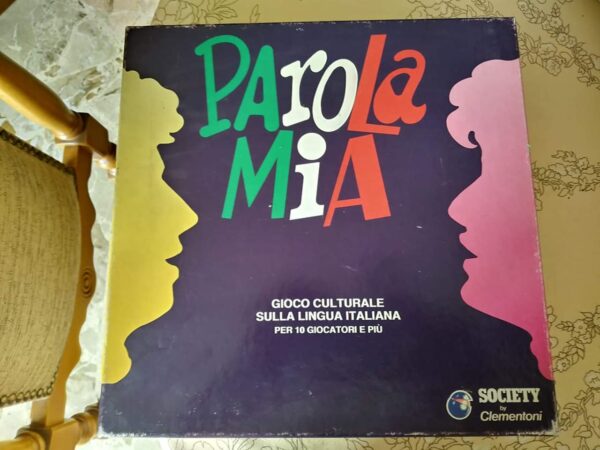 PARoLa
MiA
GIOCO CULTURALE
SULLA LINGUA ITALIANA
PER 10 GIOCATORI E PIÙ
SOCIETY
by
Clementoni